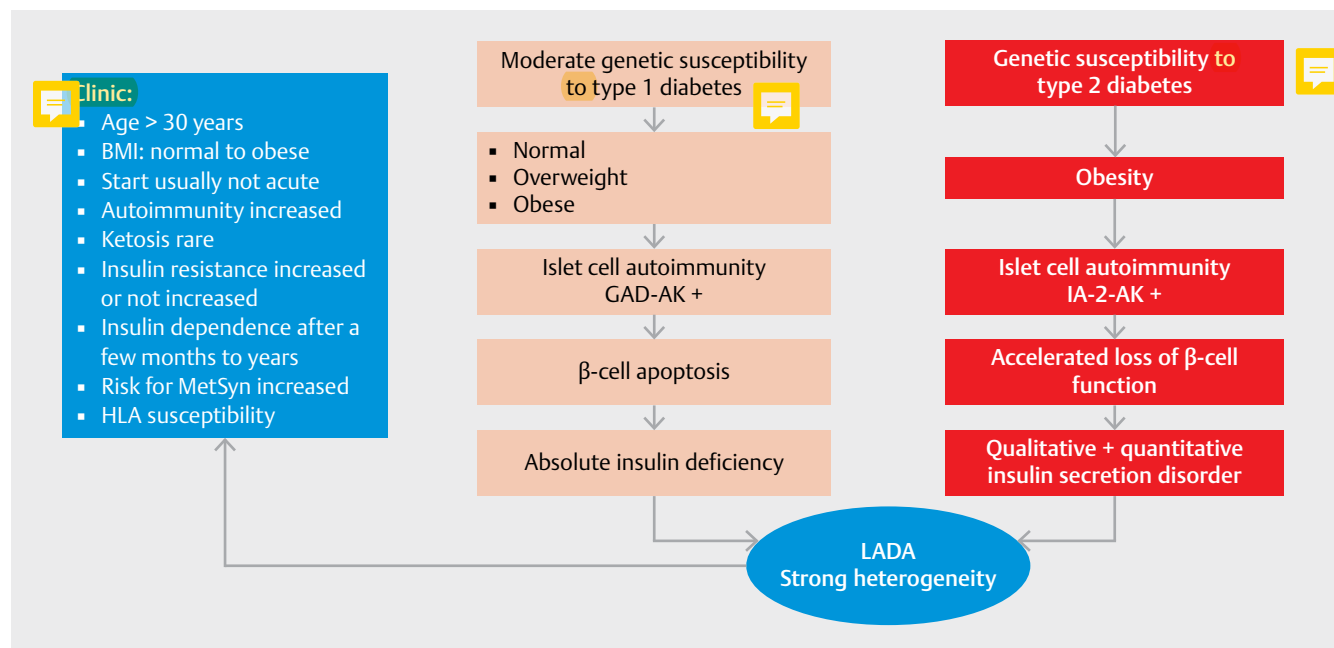 Clinic:
▪ Age > 30 years
▪ BMI: normal to obese
▪ Start usually not acute
▪ Autoimmunity increased
▪ Ketosis rare
▪ Insulin resistance increased
or not increased
▪ Insulin dependence after a
few months to years
▪ Risk for MetSyn increased
▪ HLA susceptibility
Moderate genetic susceptibility
to type 1 diabetes
▪ Normal
▪ Overweight
▪ Obese
Islet cell autoimmunity
GAD-AK +
β-cell apoptosis
Absolute insulin deficiency
Genetic susceptibility to
type 2 diabetes
Obesity
Islet cell autoimmunity
IA-2-AK +
Accelerated loss of β-cell
function
Qualitative + quantitative
insulin secretion disorder
LADA
Strong heterogeneity